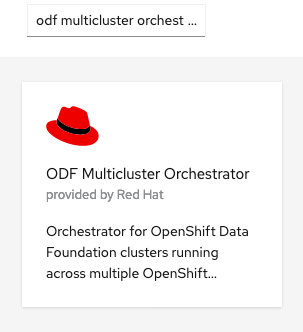 odf multicluster orchest ...
ODF Multicluster Orchestrator
provided by Red Hat
Orchestrator for OpenShift Data
Foundation clusters running
across multiple OpenShift...